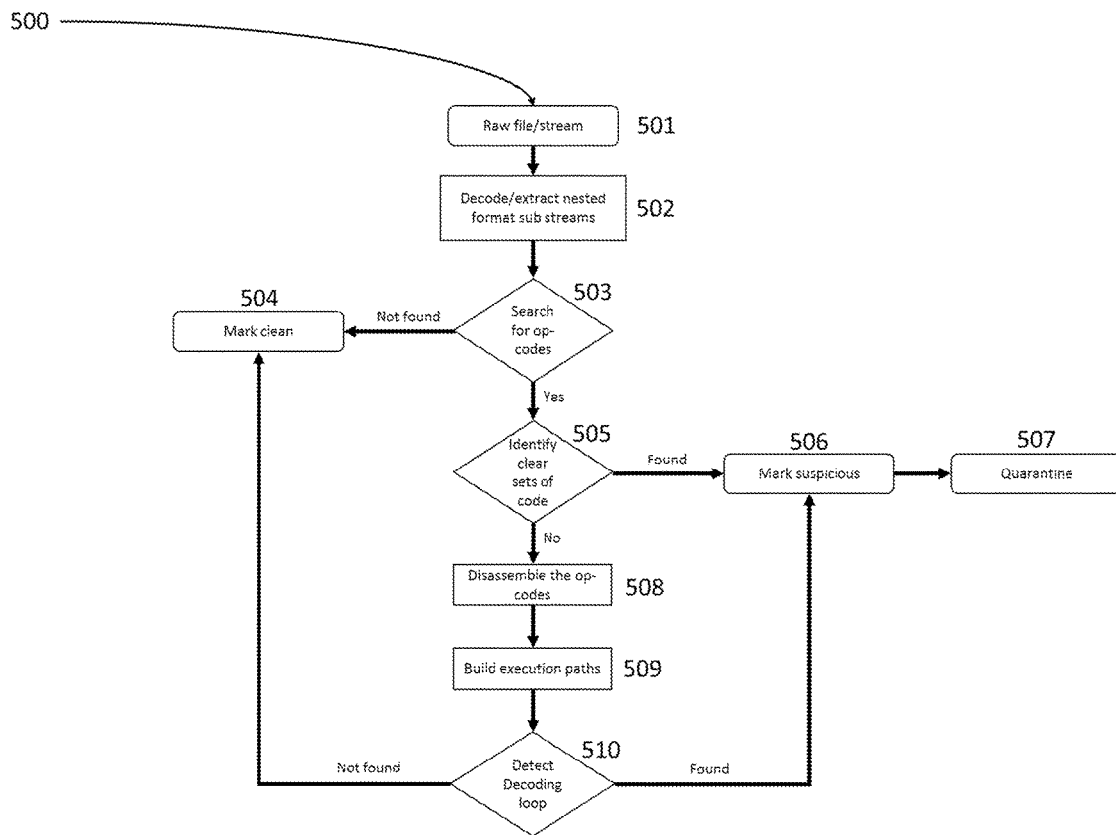 500
Raw file/stream
501
Decode/extract nested
format sub streams
502
503
Search
for op-
codes
504
Not found
Mark clean
Yes
505
Identify
clear
sets of
code
Found
506
Mark suspicious
507
Quarantine
No
Disassemble the op-
codes
508
Build execution paths
509
510
Detect
Decoding
loop
Not found
Found